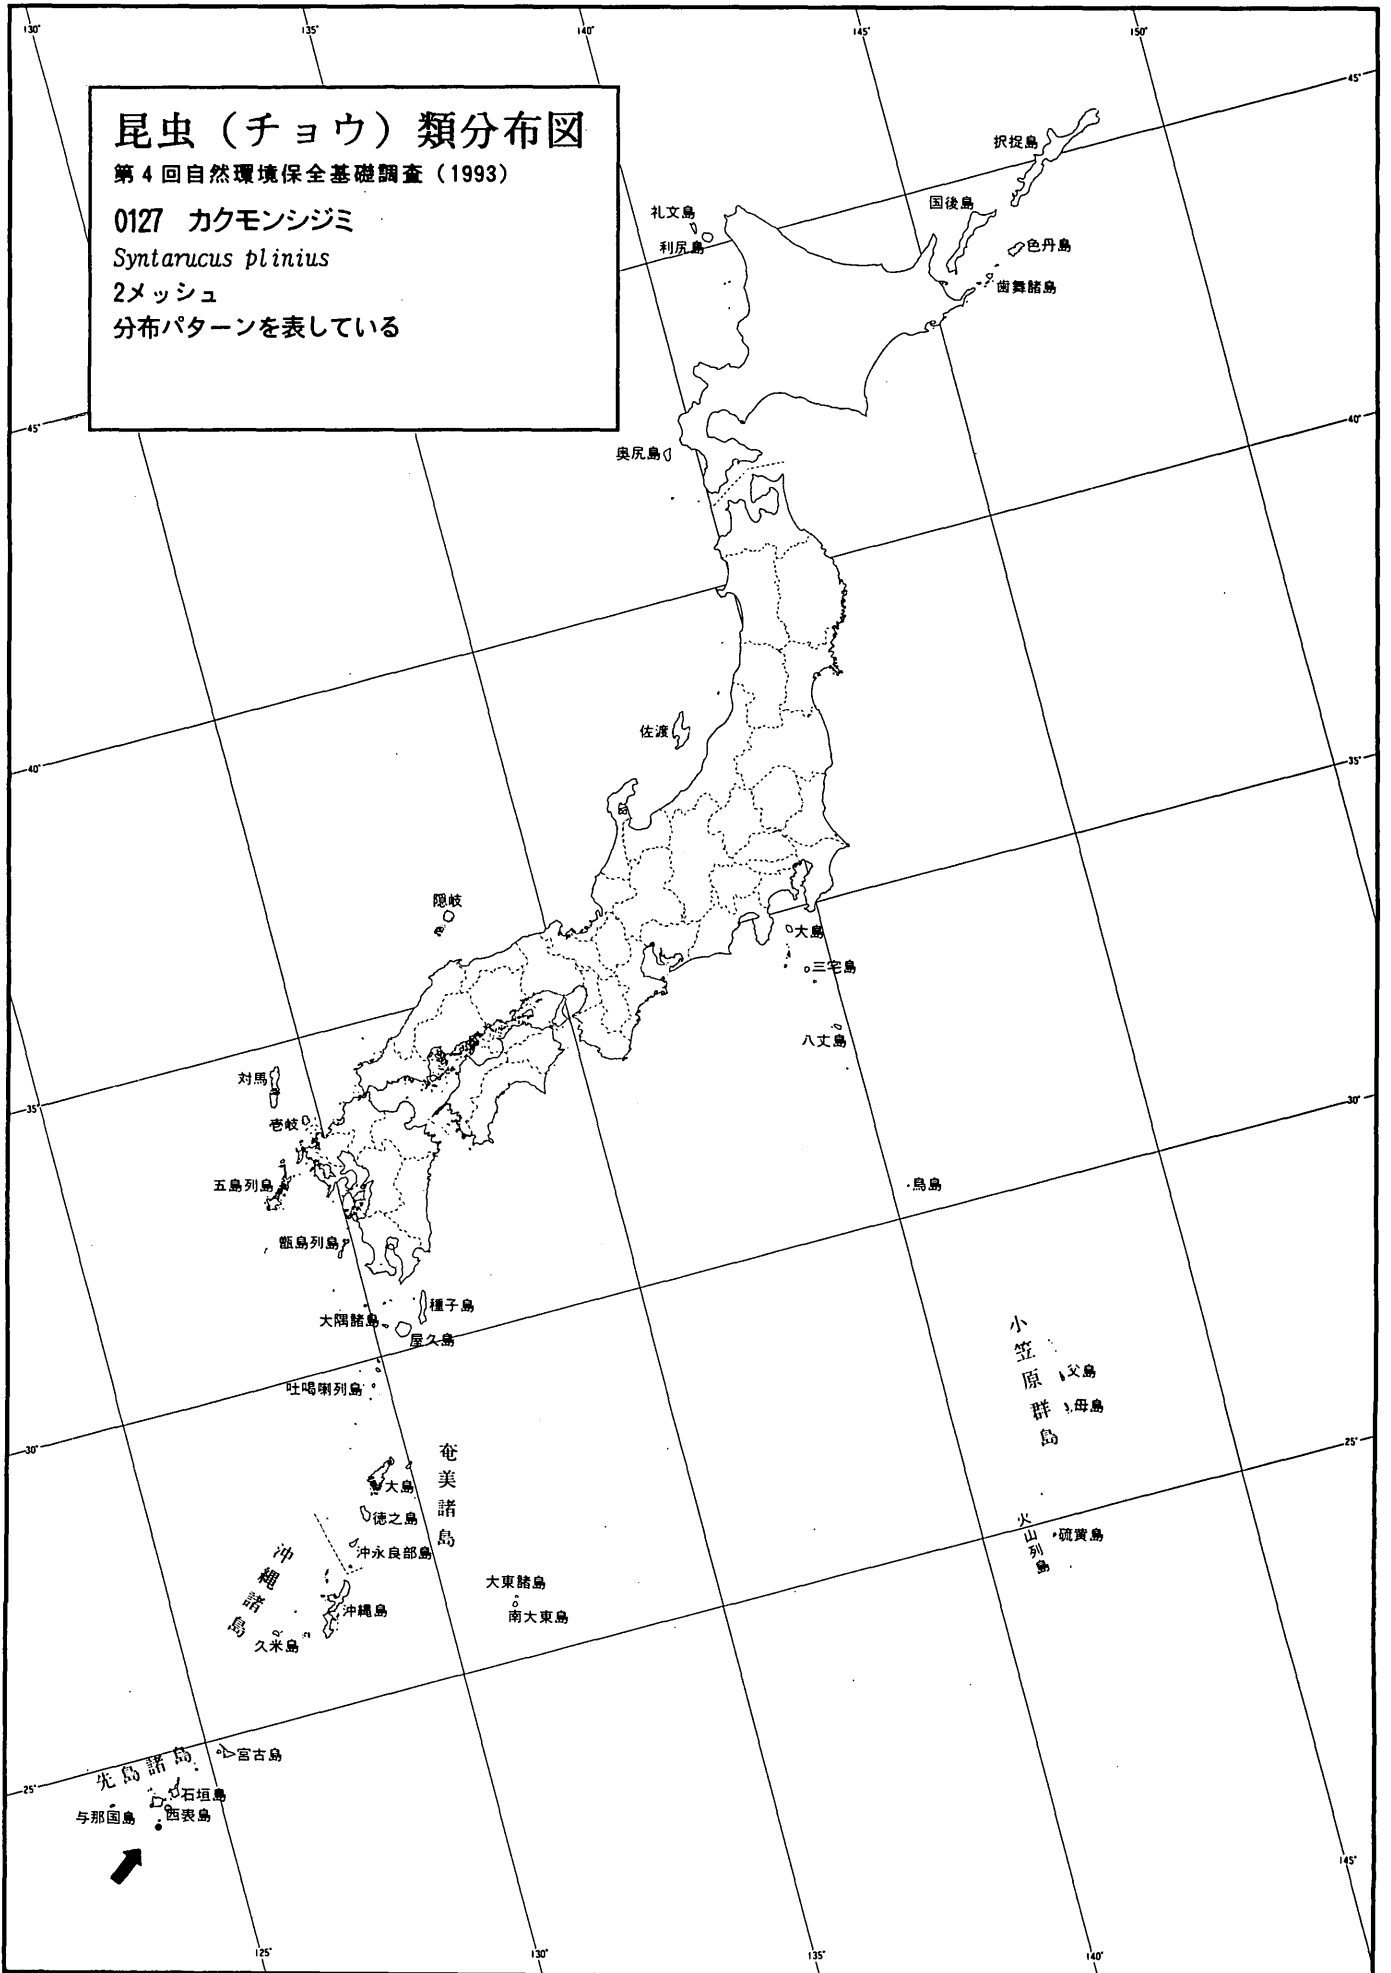 130°
135°
140°
145°
150°
昆虫（チョウ）類分布図
第4回自然環境保全基礎調査（1993）
0127　カクモンシジミ
Syntarucus plinius
2メッシュ
分布パターンを表している
45°
択捉島
国後島
色丹島
歯舞諸島
礼文島
利尻島
45°
40°
奥尻島
佐渡
40°
35°
隠岐
大島
三宅島
八丈島
対馬
壱岐
35°
30°
五島列島
甑島列島
鳥島
種子島
大隅諸島
屋久島
吐噶喇列島
小笠原群島
父島
母島
30°
25°
奄美諸島
大島
徳之島
沖永良部島
火山列島
硫黄島
沖縄諸島
沖縄島
久米島
大東諸島
南大東島
先島諸島
宮古島
石垣島
西表島
与那国島
25°
145°
125°
130°
135°
140°